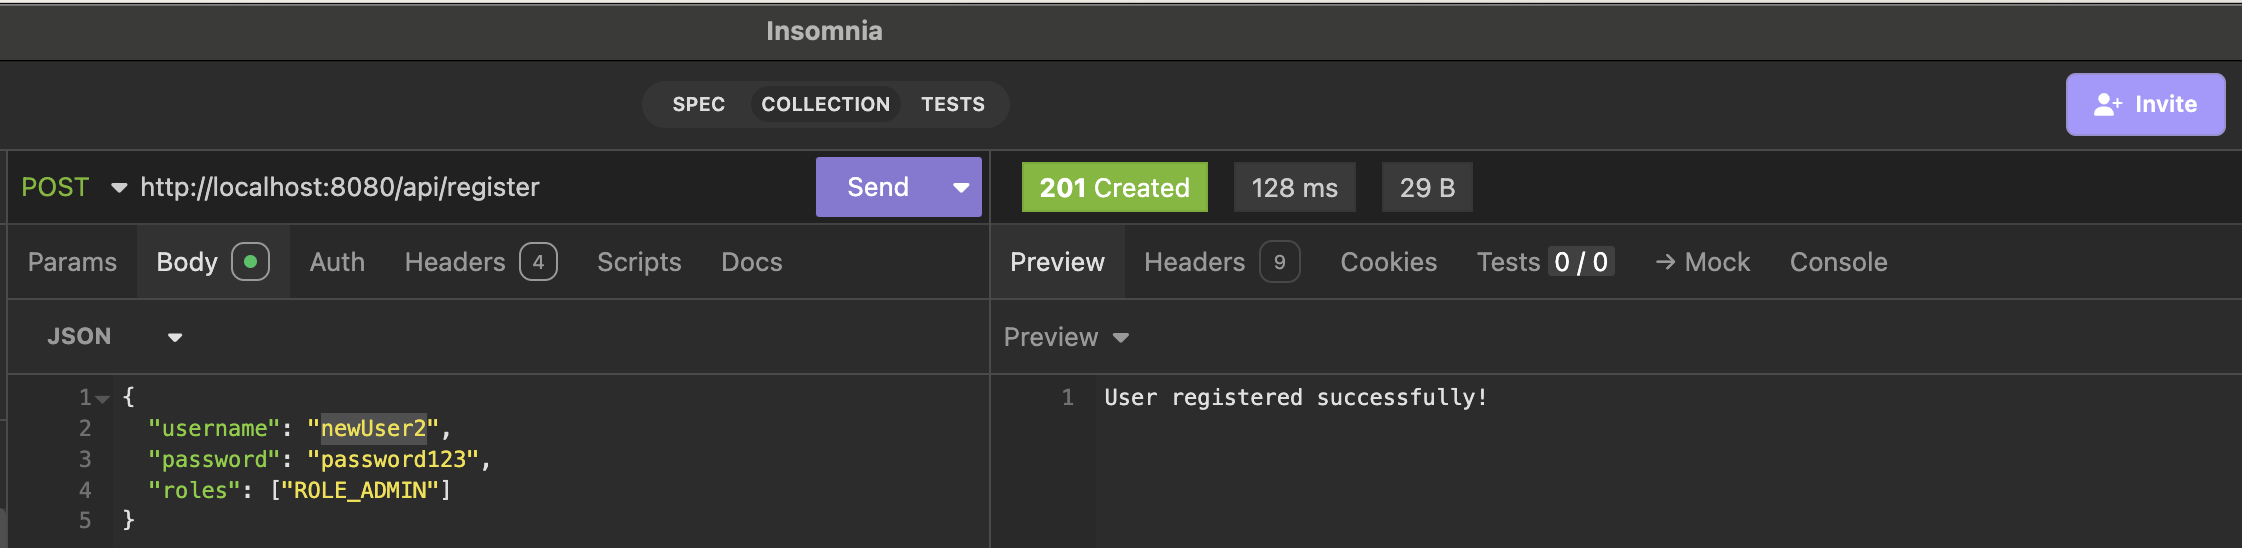 Insomnia
SPEC COLLECTION TESTS
Invite
POST http://localhost:8080/api/register Send
201 Created 128 ms 29 B
Params Body Auth Headers 4 Scripts Docs
Preview Headers 9 Cookies Tests 0 / 0 → Mock Console
JSON
Preview
1 {
2 "username": "newUser2",
3 "password": "password123",
4 "roles": ["ROLE_ADMIN"]
5 }
1 User registered successfully!